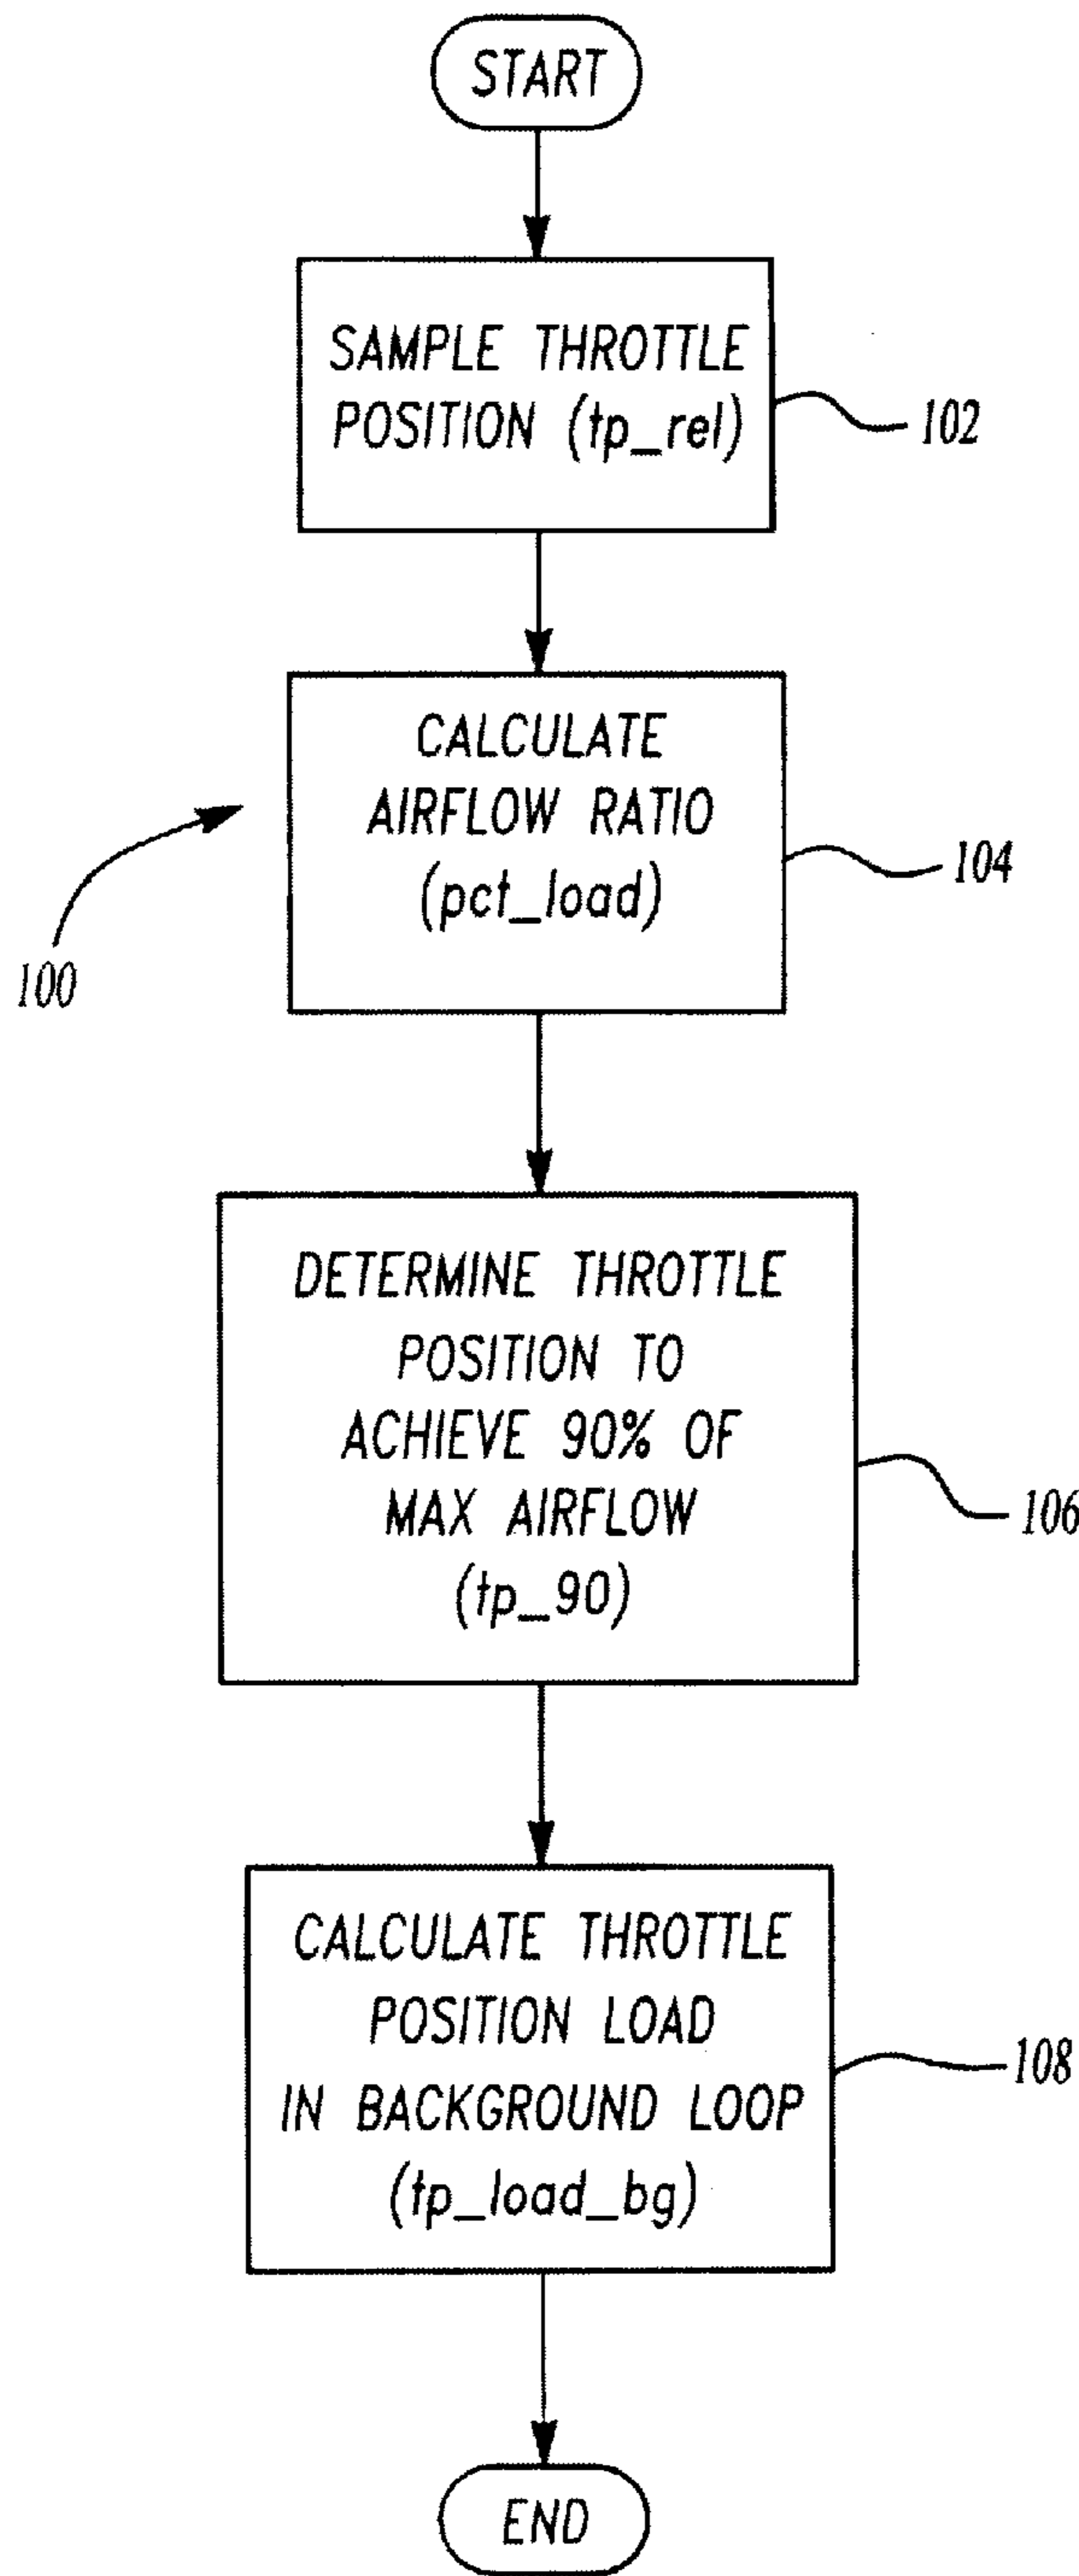 START
SAMPLE THROTTLE
POSITION (tp_rel)
102
CALCULATE
AIRFLOW RATIO
(pct_load)
104
100
DETERMINE THROTTLE
POSITION TO
ACHIEVE 90% OF
MAX AIRFLOW
(tp_90)
106
CALCULATE THROTTLE
POSITION LOAD
IN BACKGROUND LOOP
(tp_load_bg)
108
END